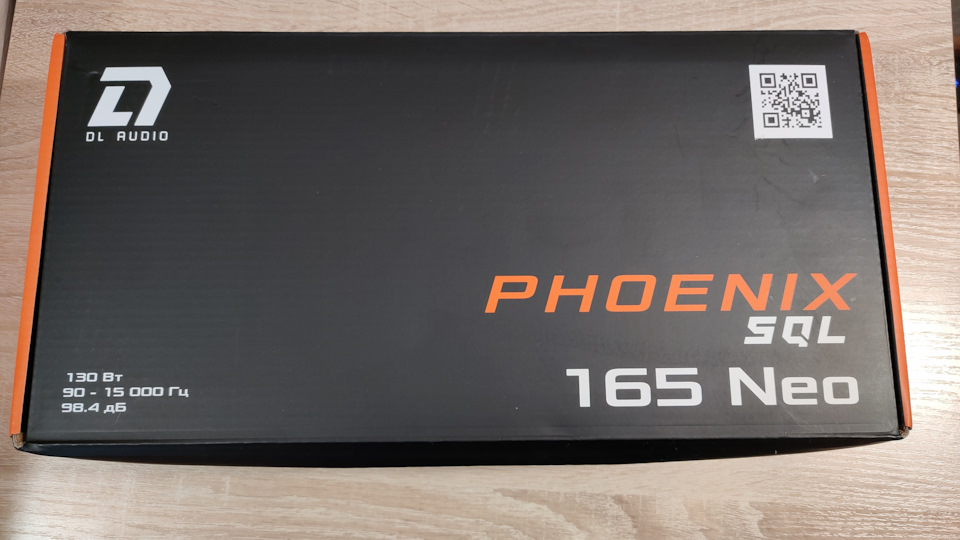 DL AUDIO
PHOENIX
SQL
165 Neo
130 Вт
90 - 15 000 Гц
98.4 дБ